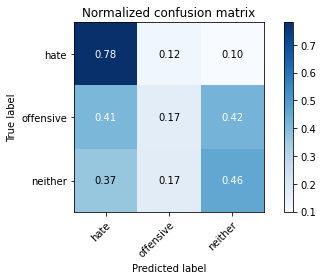 Normalized confusion matrix
True label
hate
offensive
neither
0.78 0.12 0.10
0.41 0.17 0.42
0.37 0.17 0.46
hate
offensive
neither
Predicted label
0.7
0.6
0.5
0.4
0.3
0.2
0.1